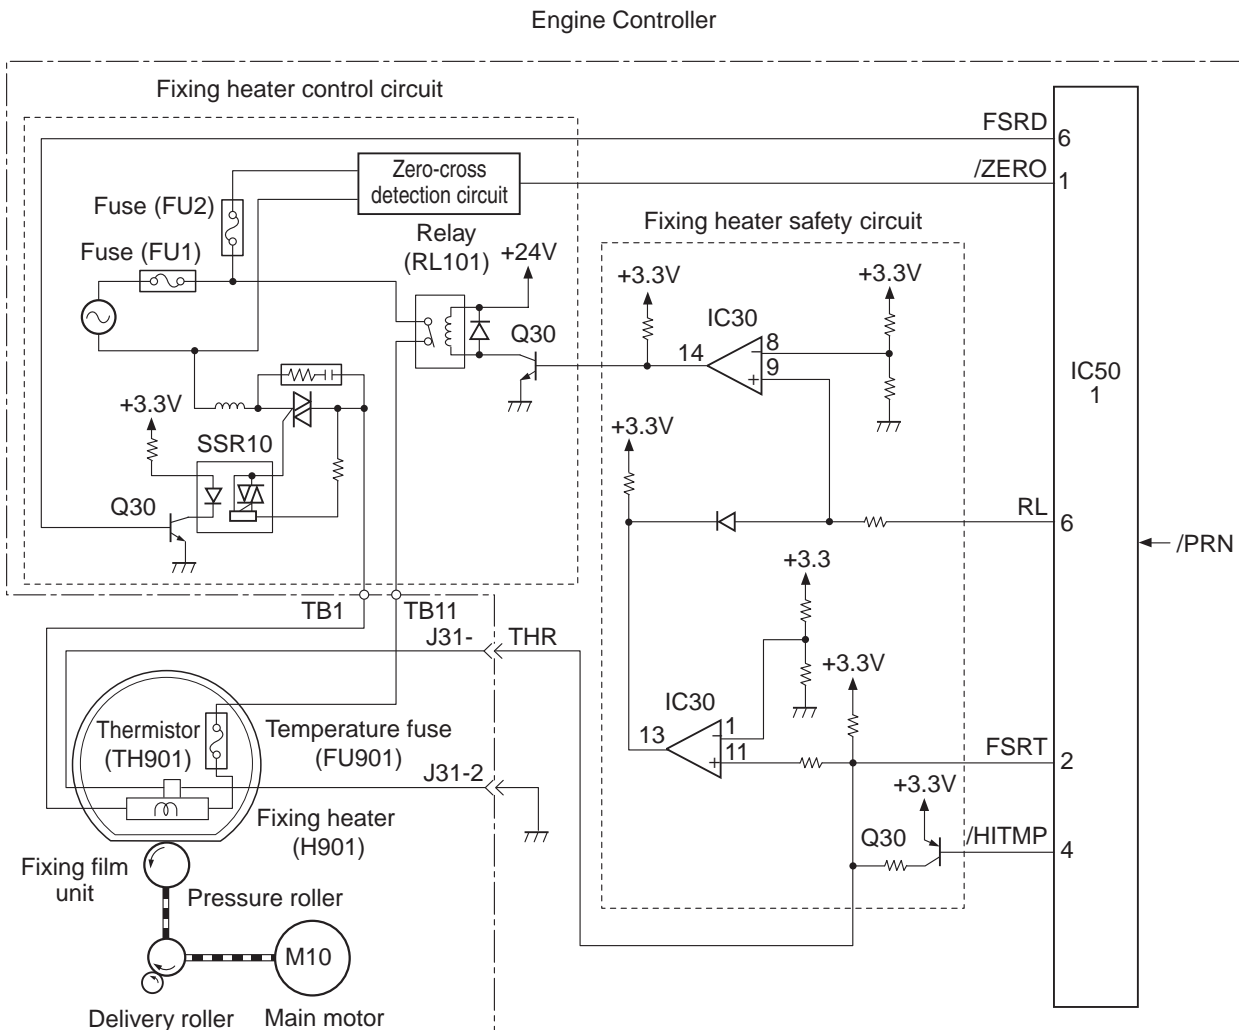 Engine Controller
Fixing heater control circuit
FSRD
6
/ZERO
1
Zero-cross
detection circuit
Fuse (FU2)
Fuse (FU1)
Relay
(RL101)
+24V
Fixing heater safety circuit
+3.3V
+3.3V
IC30
Q30
14
8
9
IC50
1
+3.3V
+3.3V
SSR10
Q30
RL
6
/PRN
+3.3
TB1
TB11
J31-
THR
+3.3V
IC30
13
1
11
Thermistor
(TH901)
Temperature fuse
(FU901)
FSRT
2
J31-2
+3.3V
Fixing heater
(H901)
Q30
/HITMP
4
Fixing film
unit
Pressure roller
M10
Delivery roller
Main motor